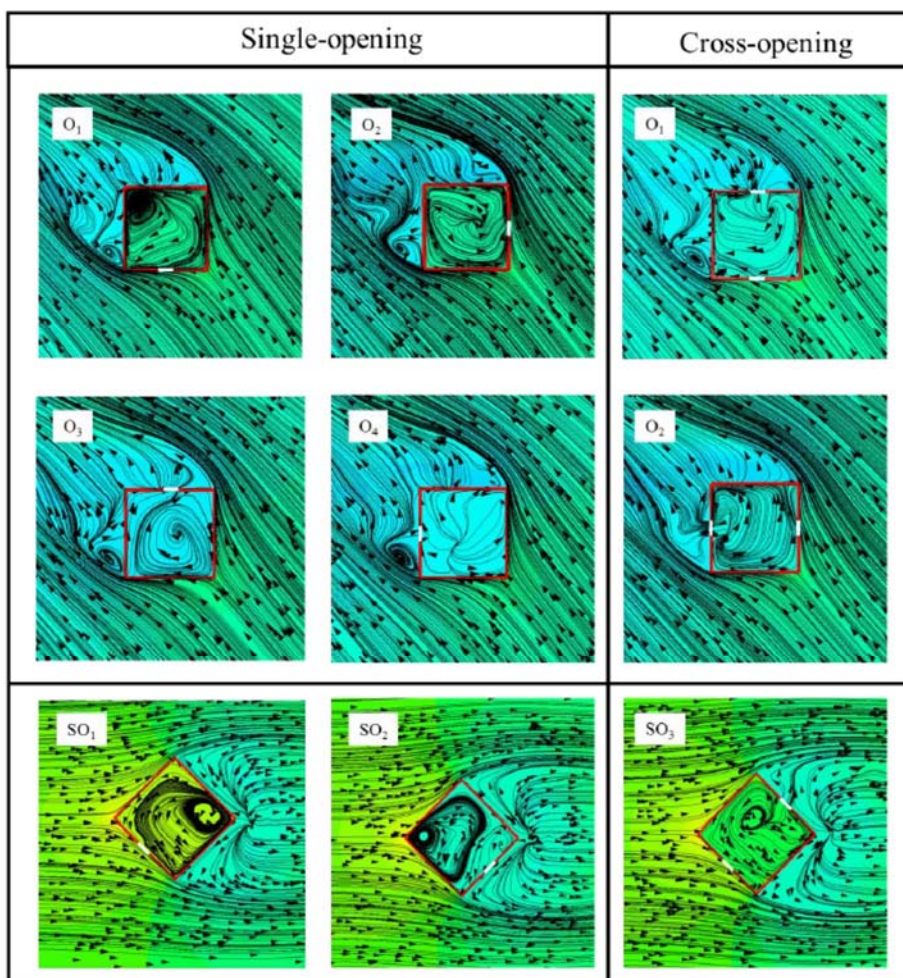 Single-opening
Cross-opening
O₁
O₂
O₁
O₃
O₄
O₂
SO₁
SO₂
SO₃